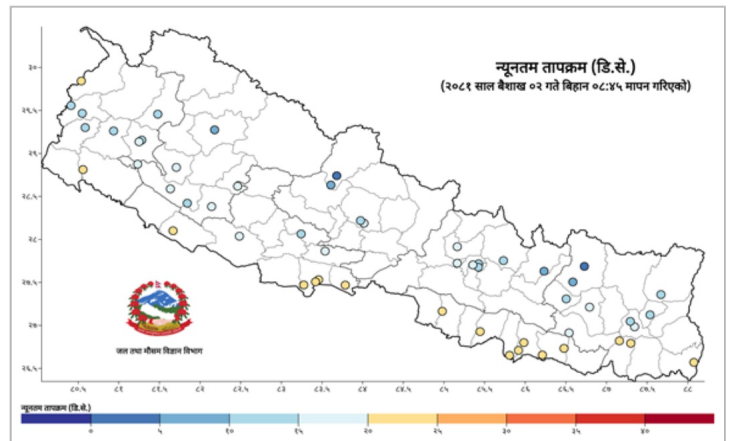 न्यूनतम तापक्रम (डि.से.)
(२०८१ साल बैशाख ०२ गते बिहान ०८:४५ मापन गरिएको)
३०
२९.५
२९
२८.५
२८
२७.५
२७
२६.५
जल तथा मौसम विज्ञान विभाग
८०.५ ८१ ८१.५ ८२ ८२.५ ८३ ८३.५ ८४ ८४.५ ८५ ८५.५ ८६ ८६.५ ८७ ८७.५ ८८
न्यूनतम तापक्रम (डि.से.)
० ५ १० १५ २० २५ ३० ३५ ४०